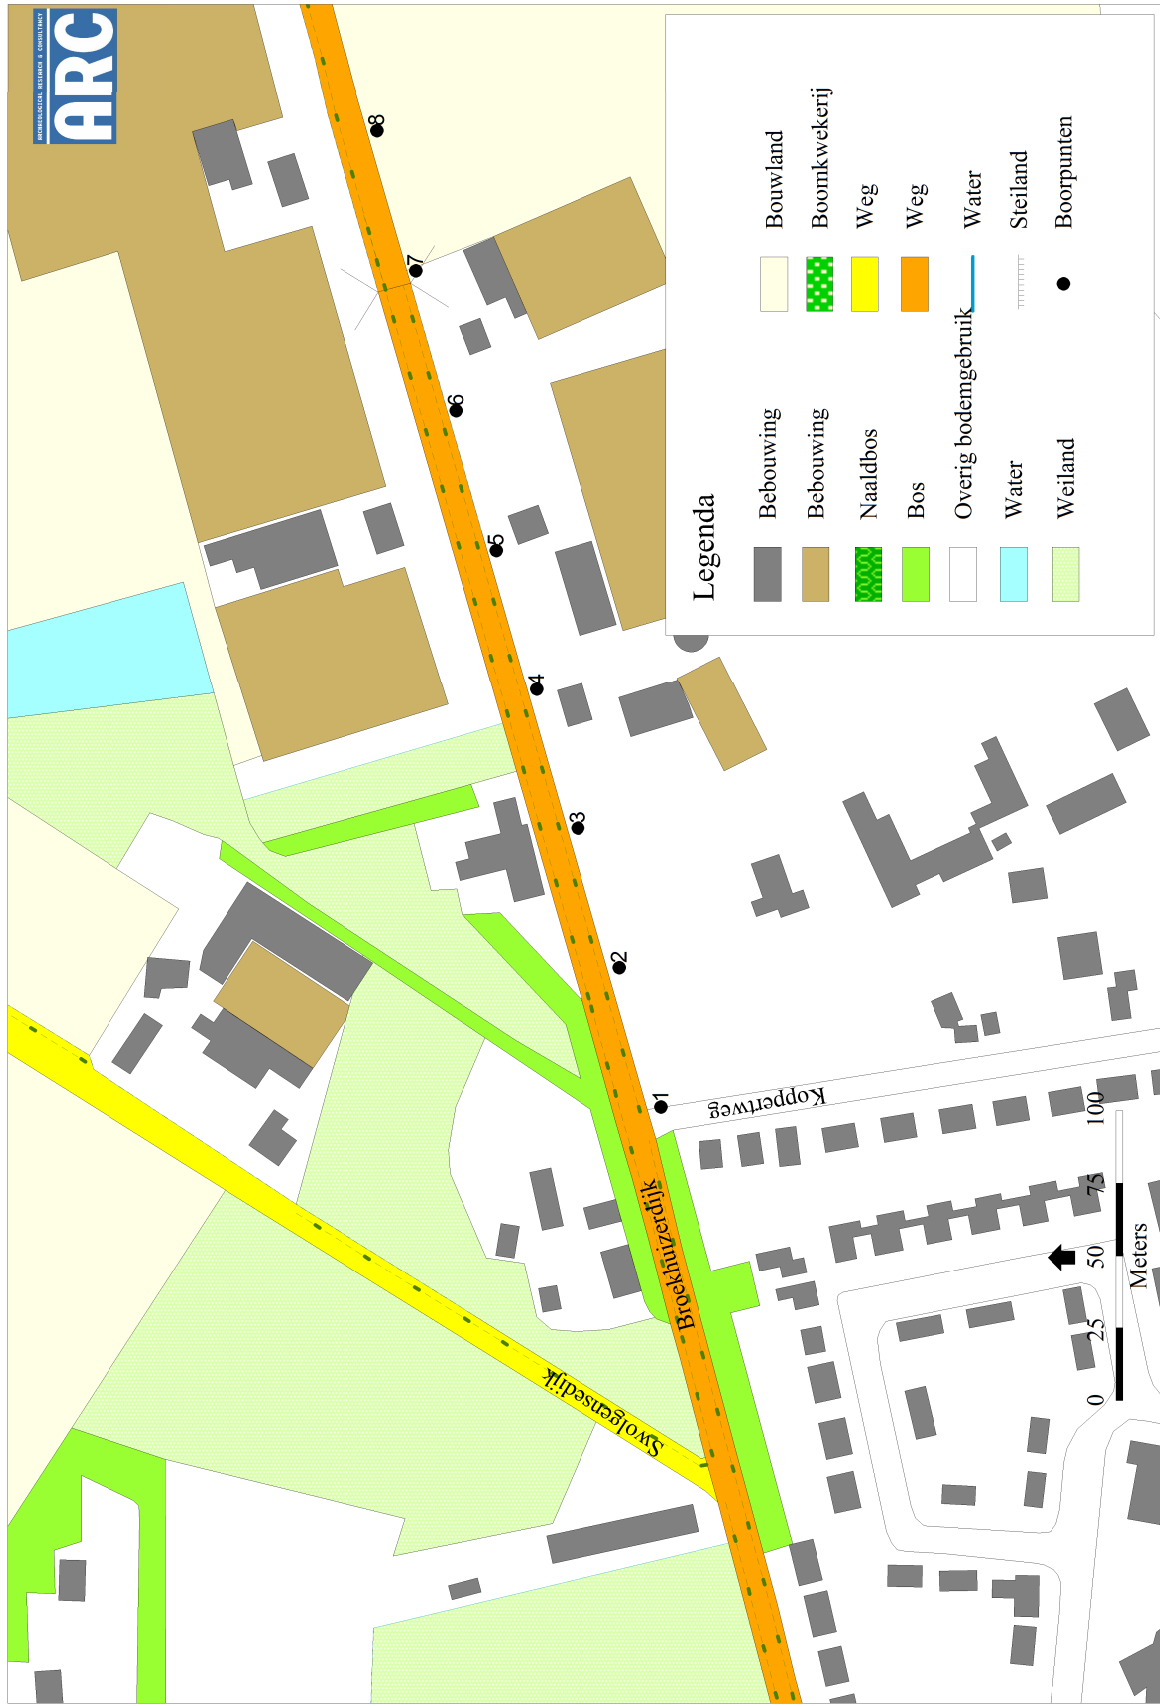 ARCHAEOLOGICAL RESEARCH & CONSULTANCY
ARC
8
7
6
5
4
3
2
1
Koppertweg
Broekhuizerdijk
Swolgensedijk
Legenda
Bebouwing
Bebouwing
Naaldbos
Bos
Overig bodemgebruik
Water
Weiland
Bouwland
Boomkwekerij
Weg
Weg
Water
Steiland
Boorpunten
0 25 50 75 100
Meters